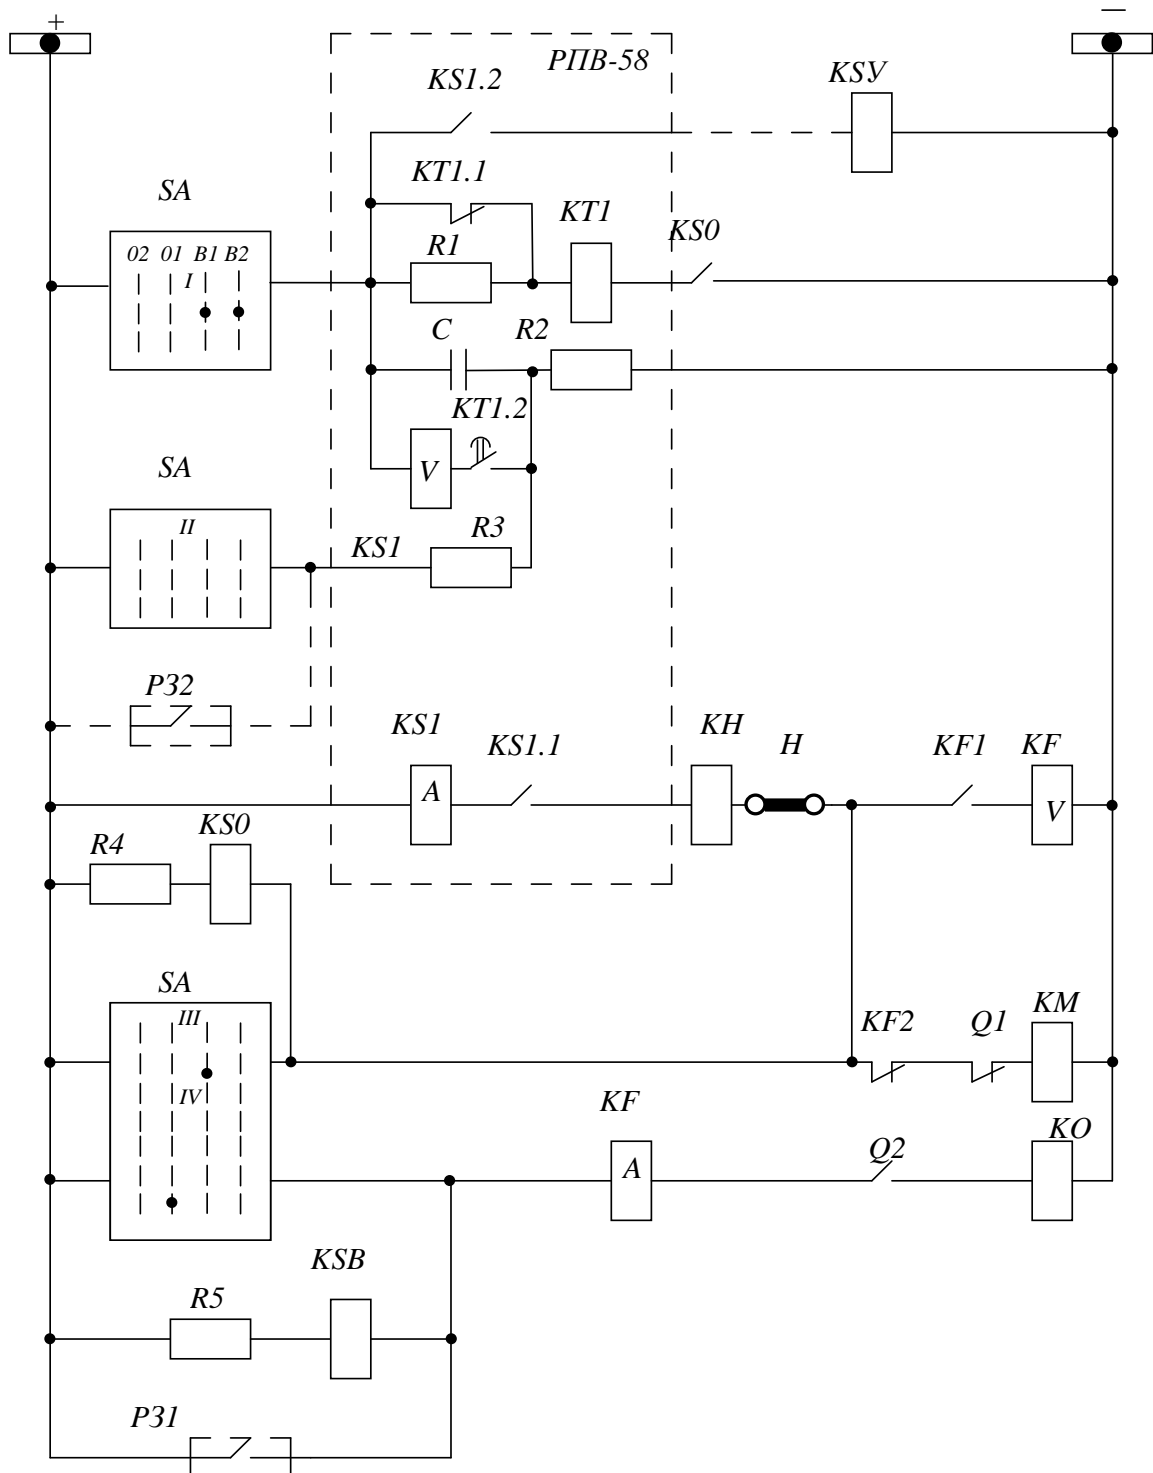 +
—
РПВ-58
KS1.2
KSУ
KT1.1
SA
KT1
KS0
02 01 B1 B2
R1
I
C
R2
KT1.2
V
SA
II
R3
KS1
РЗ2
KS1
KS1.1
KH
H
KF1
KF
A
V
R4
KS0
SA
III
KF2
Q1
KM
IV
KF
KO
A
Q2
KSB
R5
РЗ1